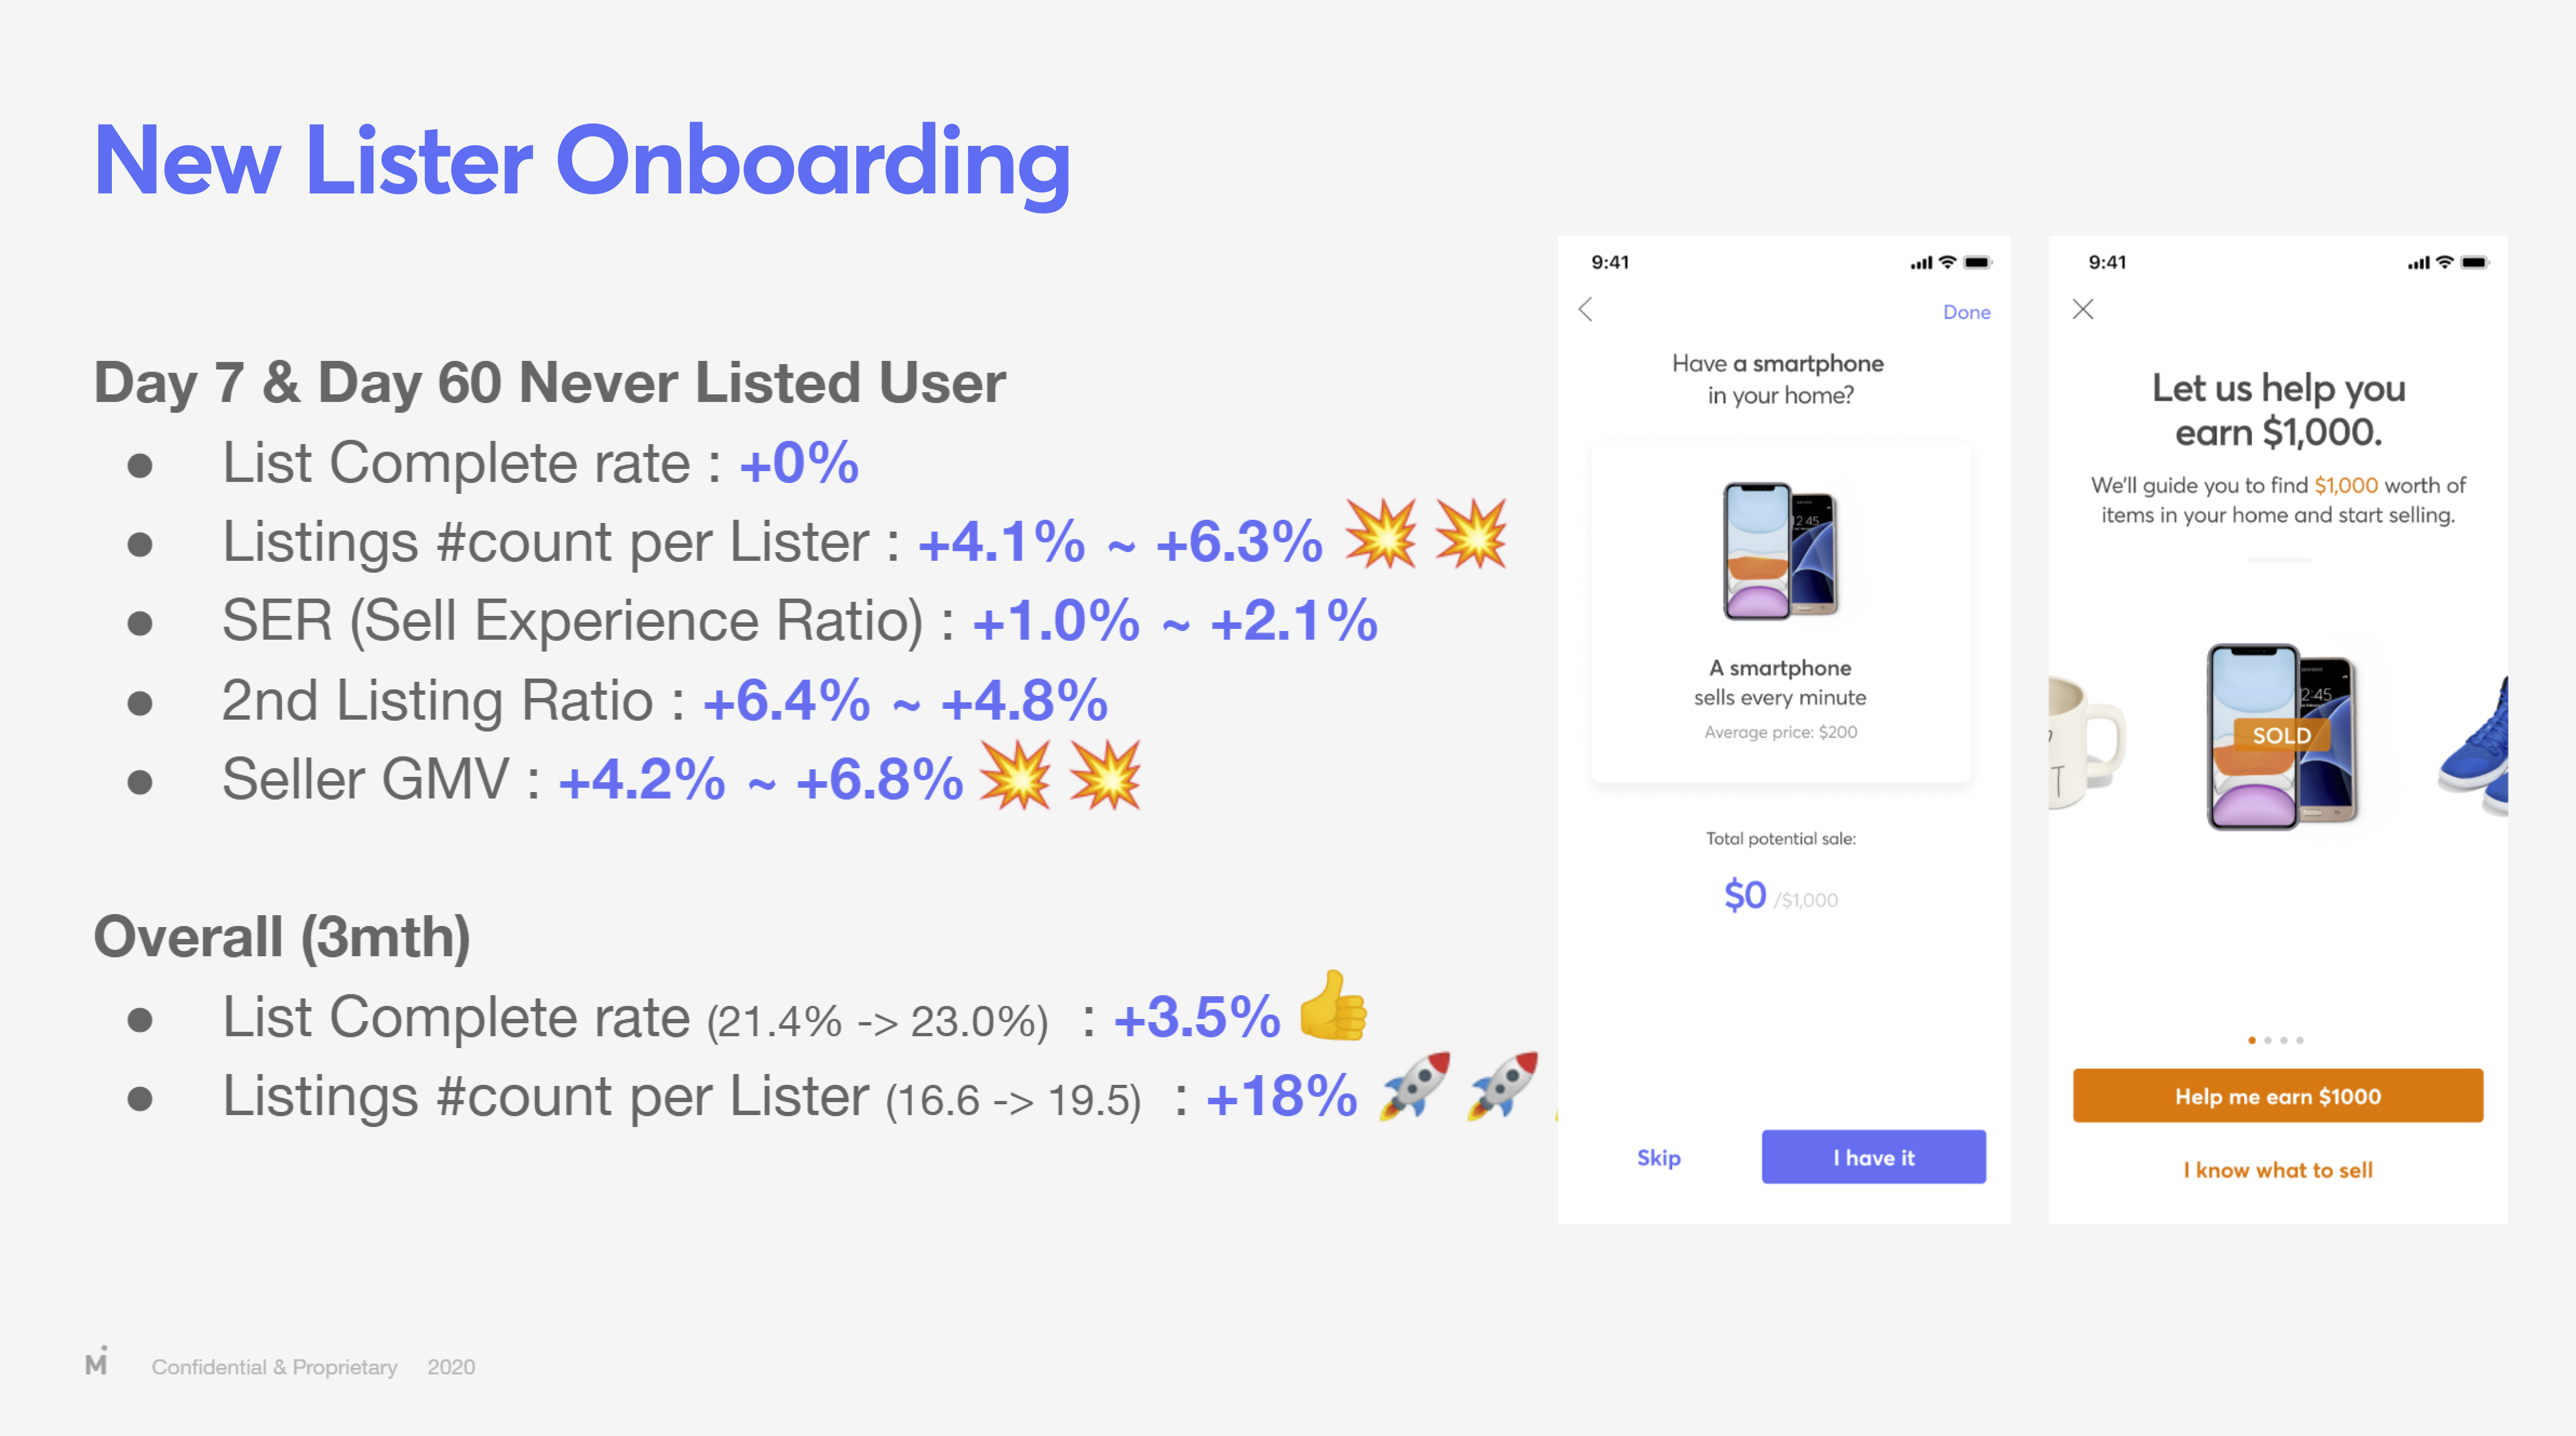 New Lister Onboarding
Day 7 & Day 60 Never Listed User
● List Complete rate : +0%
● Listings #count per Lister : +4.1% ~ +6.3% 💥 💥
● SER (Sell Experience Ratio) : +1.0% ~ +2.1%
● 2nd Listing Ratio : +6.4% ~ +4.8%
● Seller GMV : +4.2% ~ +6.8% 💥 💥
Overall (3mth)
● List Complete rate (21.4% -> 23.0%) : +3.5% 👍
● Listings #count per Lister (16.6 -> 19.5) : +18% 🚀 🚀
9:41
Done
Have a smartphone
in your home?
12 45
A smartphone
sells every minute
Average price: $200
Total potential sale:
$0 /$1,000
Skip
I have it
9:41
Let us help you
earn $1,000.
We'll guide you to find $1,000 worth of
items in your home and start selling.
2:45
SOLD
T
Help me earn $1000
I know what to sell
M Confidential & Proprietary 2020